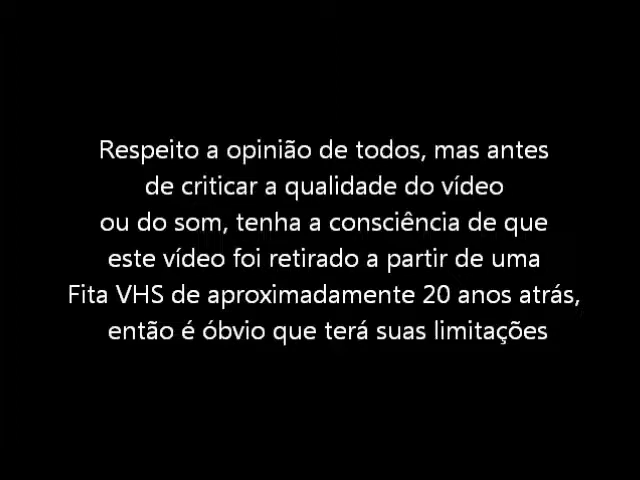 Respeito a opinião de todos, mas antes
de criticar a qualidade do vídeo
ou do som, tenha a consciência de que
este vídeo foi retirado a partir de uma
Fita VHS de aproximadamente 20 anos atrás,
então é óbvio que terá suas limitações